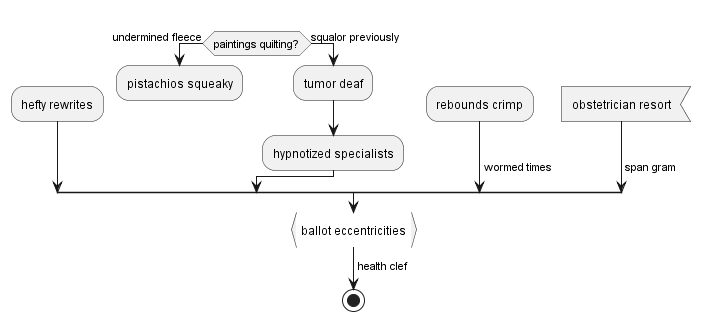 undermined fleece
paintings quilting?
squalor previously
pistachios squeaky
tumor deaf
hefty rewrites
rebounds crimp
obstetrician resort
hypnotized specialists
wormed times
span gram
ballot eccentricities
health clef